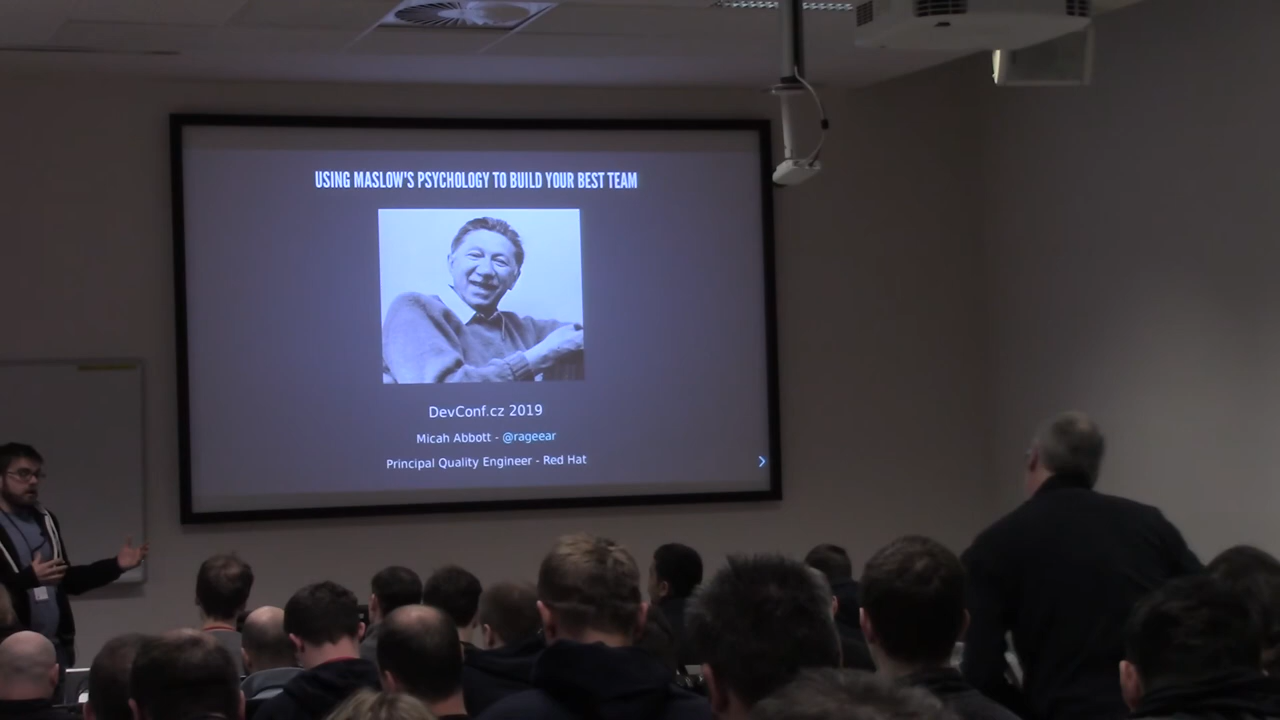 USING MASLOW'S PSYCHOLOGY TO BUILD YOUR BEST TEAM
DevConf.cz 2019
Micah Abbott - @rageear
Principal Quality Engineer - Red Hat